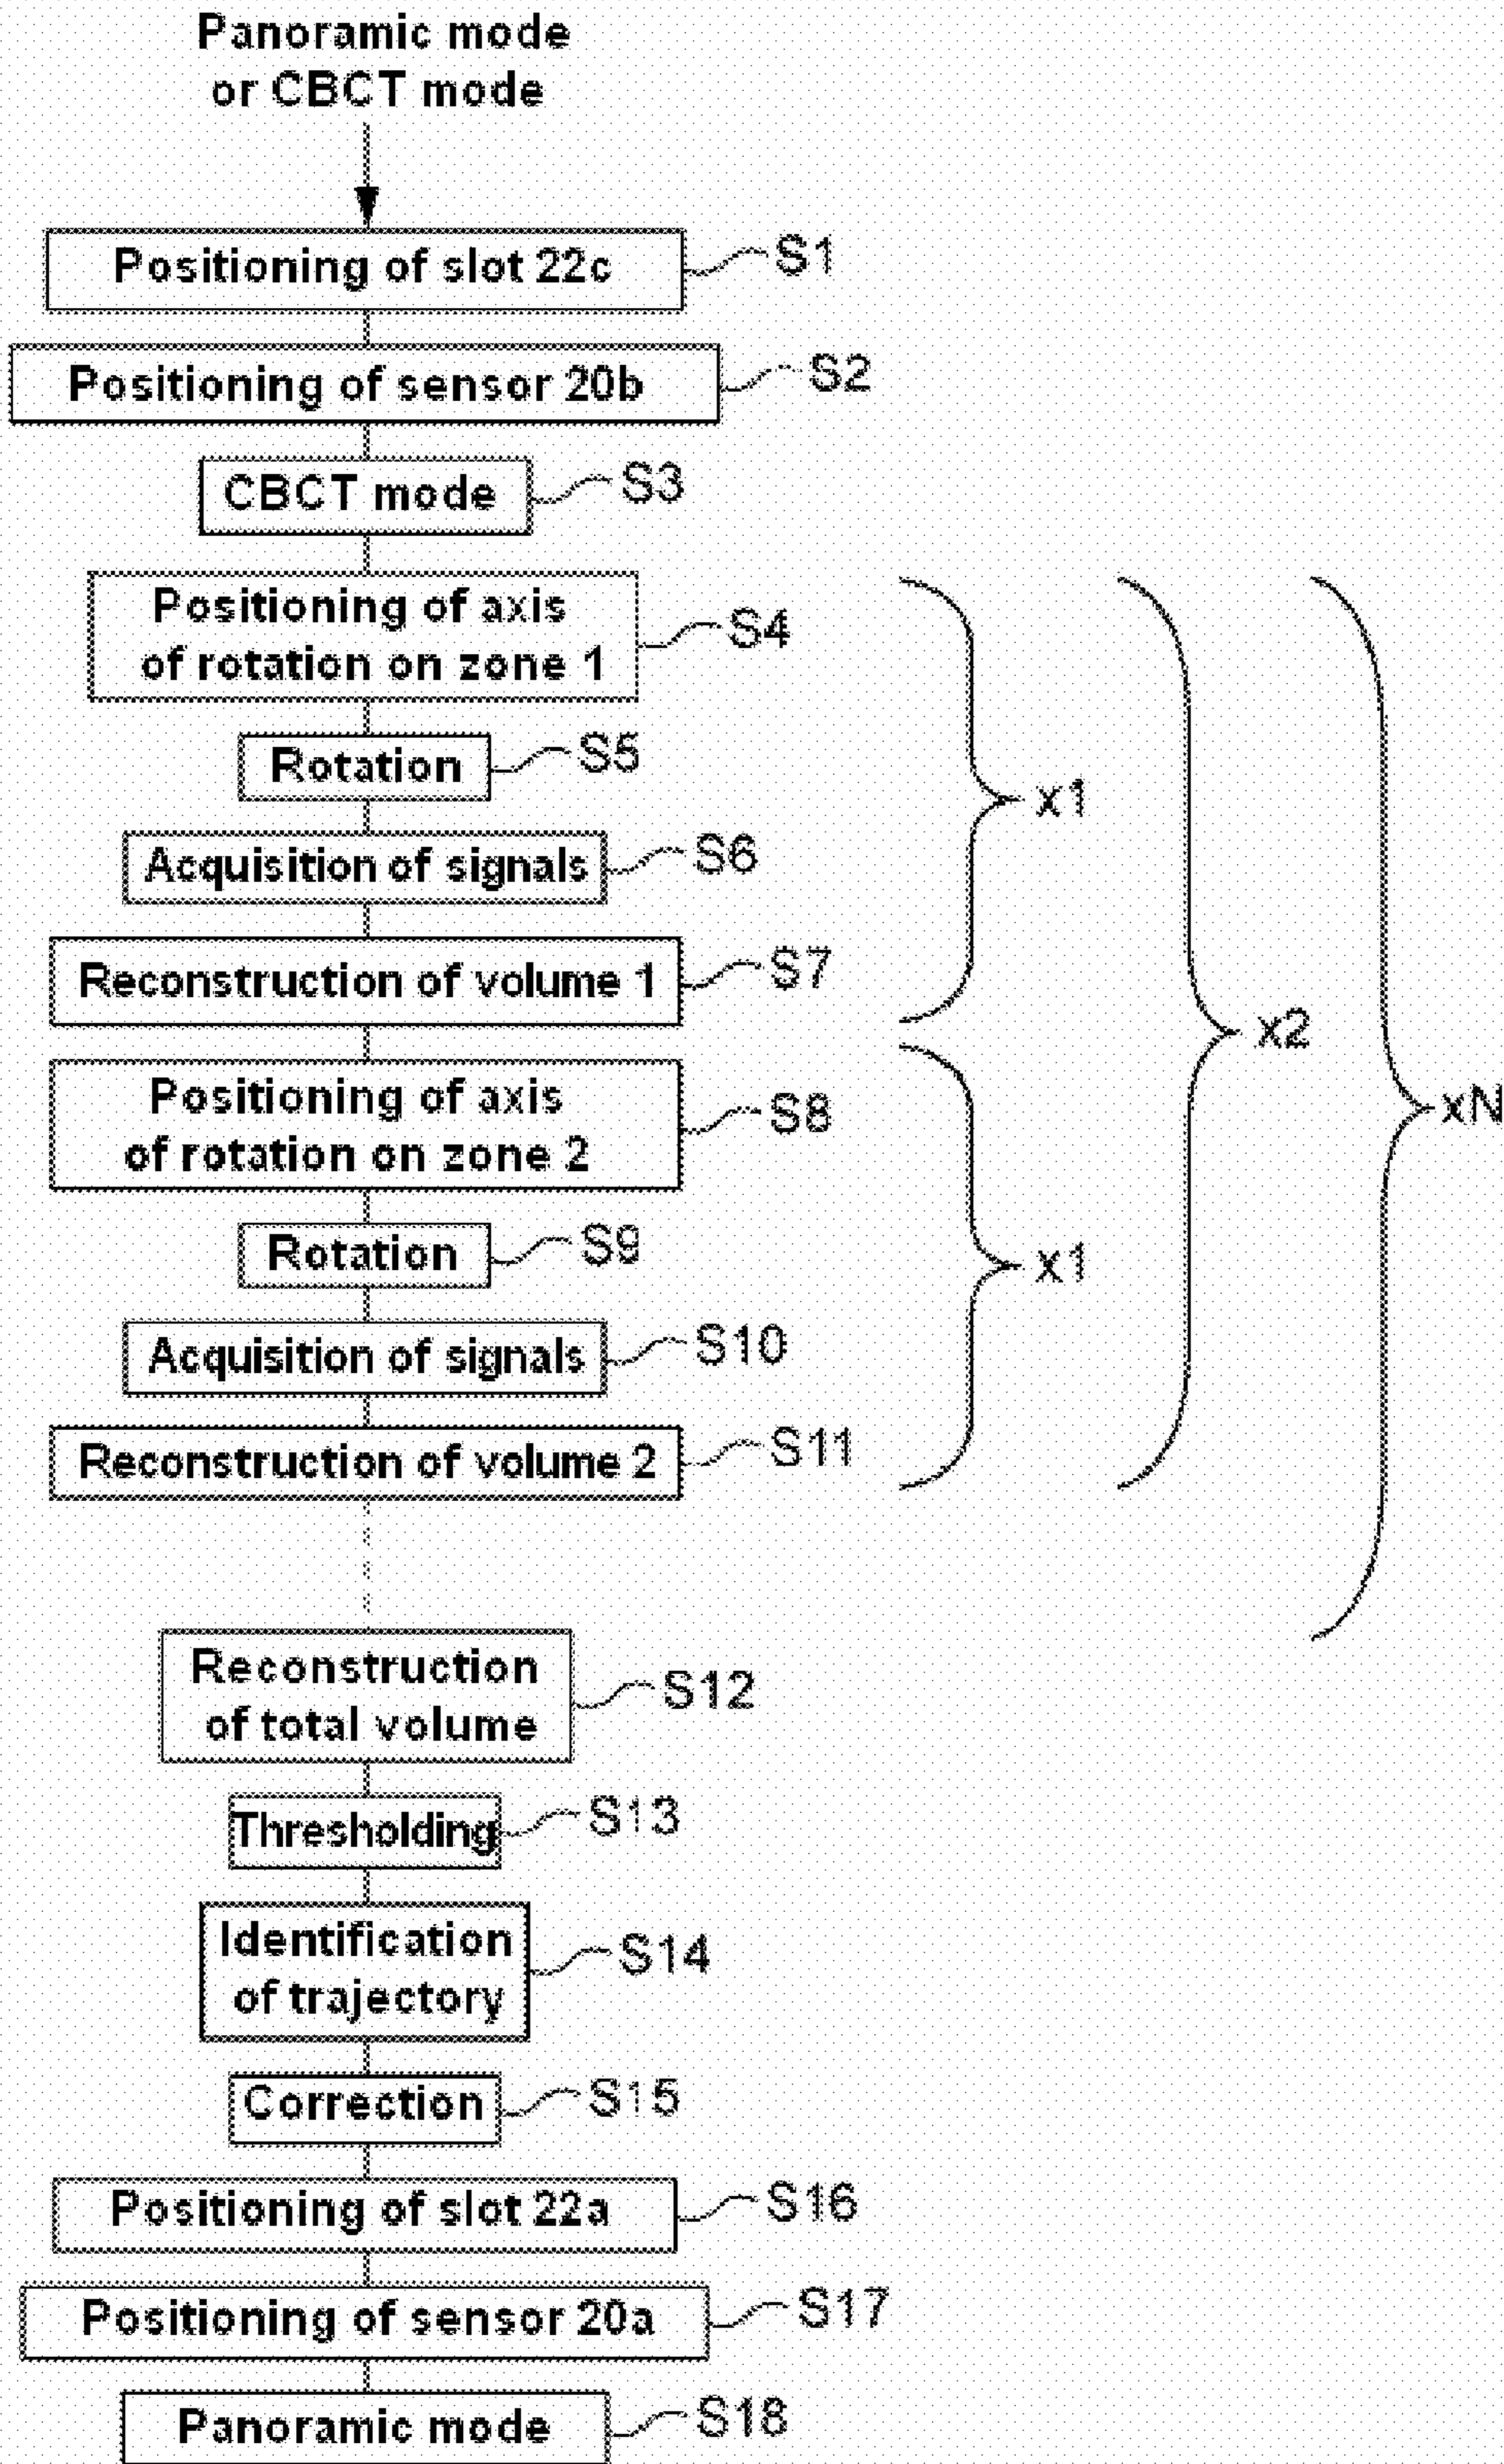 Panoramic mode
or CBCT mode
Positioning of slot 22c
S1
Positioning of sensor 20b
S2
CBCT mode
S3
Positioning of axis
of rotation on zone 1
S4
Rotation
S5
Acquisition of signals
S6
Reconstruction of volume 1
S7
x1
Positioning of axis
of rotation on zone 2
S8
Rotation
S9
Acquisition of signals
S10
Reconstruction of volume 2
S11
x1
x2
xN
Reconstruction
of total volume
S12
Thresholding
S13
Identification
of trajectory
S14
Correction
S15
Positioning of slot 22a
S16
Positioning of sensor 20a
S17
Panoramic mode
S18